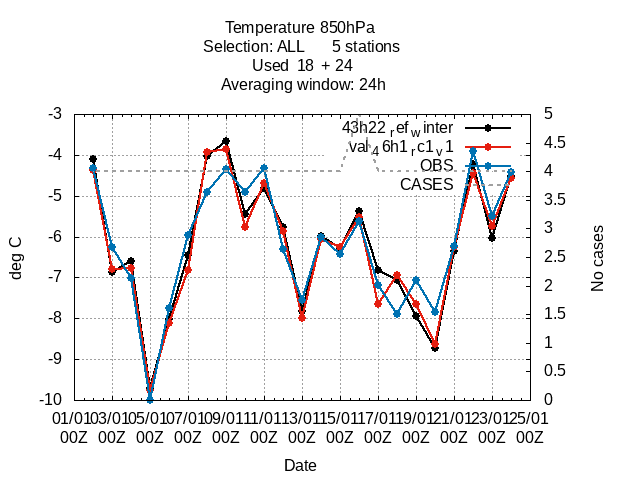 Temperature 850hPa
Selection: ALL 5 stations
Used 18 + 24
Averaging window: 24h
-3 5
43h22refwinter 4.5
val46h1rc1v1
-4 OBS 4
CASES
-5 3.5
3
-6 2.5
-7 2
1.5
-8 1
-9 0.5
-10 0
deg C
No cases
01/01 03/01 05/01 07/01 09/01 11/01 13/01 15/01 17/01 19/01 21/01 23/01 25/01
00Z 00Z 00Z 00Z 00Z 00Z 00Z 00Z 00Z 00Z 00Z 00Z 00Z
Date